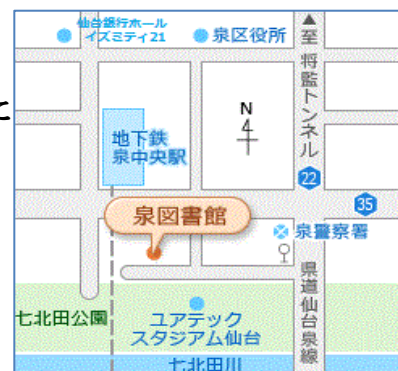 仙台銀行ホール
イズミティ21
泉区役所
▲至 将監トンネル
と
N
地下鉄
泉中央駅
22
35
泉図書館
泉警察署
県道仙台泉線
七北田公園
ユアテック
スタジアム仙台
七北田川